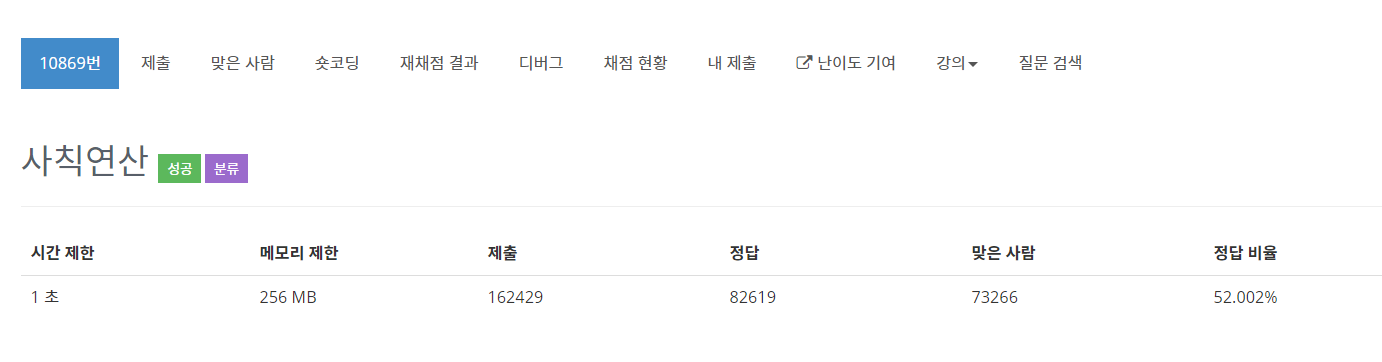 10869번 제출 맞은 사람 숏코딩 재채점 결과 디버그 채점 현황 내 제출 난이도 기여 강의 질문 검색
사칙연산 성공 분류
시간 제한 메모리 제한 제출 정답 맞은 사람 정답 비율
1 초 256 MB 162429 82619 73266 52.002%